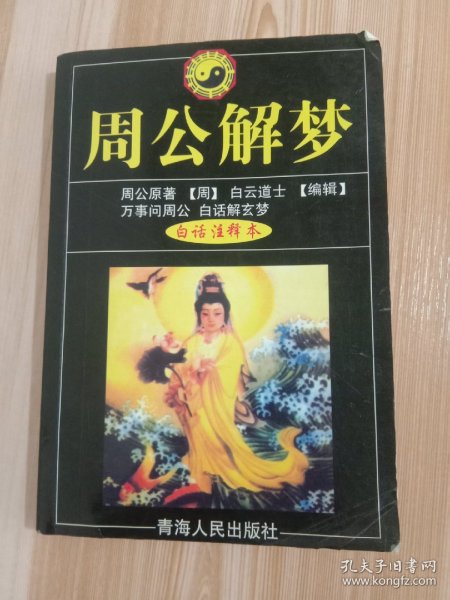 周公解梦
周公原著 【周】 白云道士 【编辑】
万事问周公 白话解玄梦
白话注释本
青海人民出版社
孔夫子旧书网
www.kongfz.com